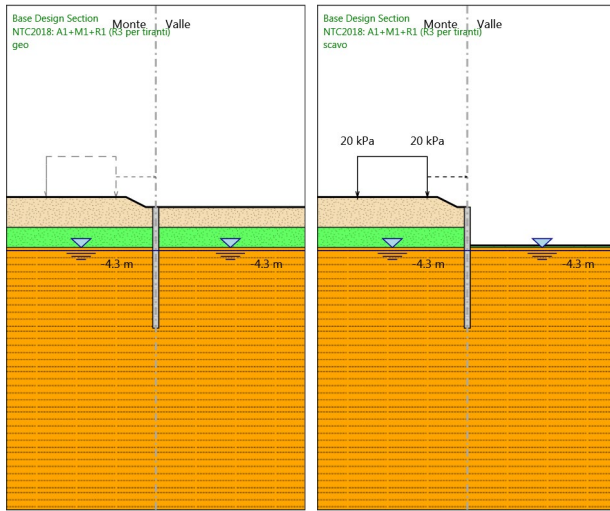 Base Design Section
Monte Valle
NTC2018: A1+M1+R1 (R3 per tiranti)
geo
-4.3 m
-4.3 m
Base Design Section
Monte Valle
NTC2018: A1+M1+R1 (R3 per tiranti)
scavo
20 kPa
20 kPa
-4.3 m
-4.3 m